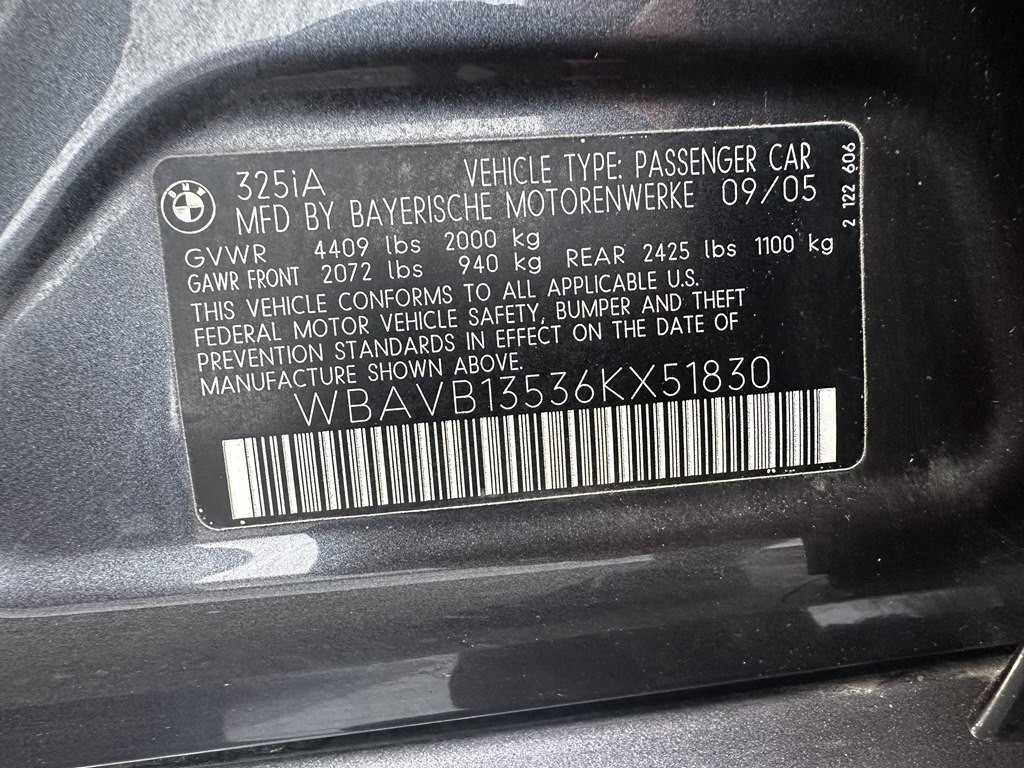 BMW
325iA VEHICLE TYPE: PASSENGER CAR
MFD BY BAYERISCHE MOTORENWERKE 09/05
GVWR 4409 lbs 2000 kg
GAWR FRONT 2072 lbs 940 kg REAR 2425 lbs 1100 kg
THIS VEHICLE CONFORMS TO ALL APPLICABLE U.S.
FEDERAL MOTOR VEHICLE SAFETY, BUMPER AND THEFT
PREVENTION STANDARDS IN EFFECT ON THE DATE OF
MANUFACTURE SHOWN ABOVE.
WBAVB13536KX51830
2 122 606